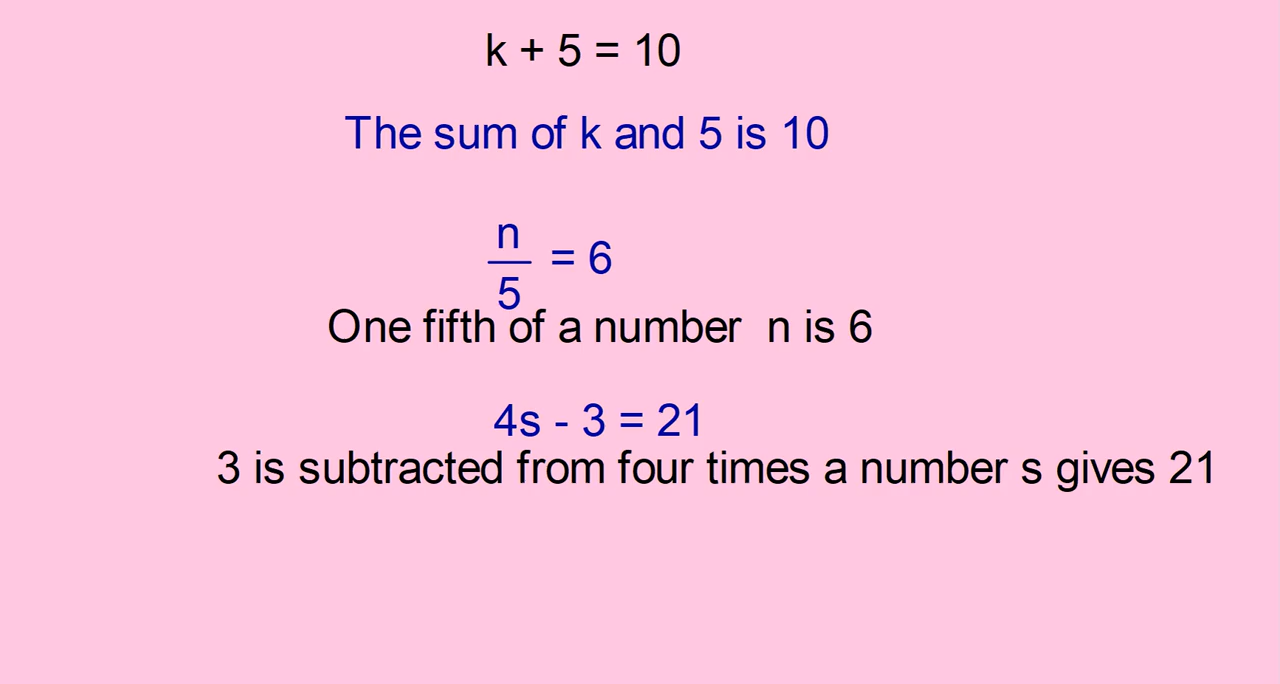 k + 5 = 10
The sum of k and 5 is 10
n
5
= 6
One fifth of a number n is 6
4s - 3 = 21
3 is subtracted from four times a number s gives 21